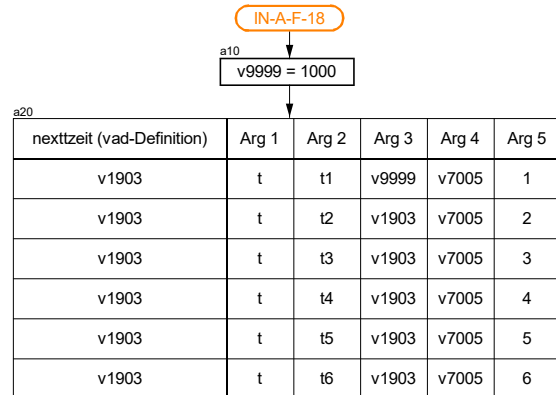 IN-A-F-18
a10
v9999 = 1000
a20
nexttzeit (vad-Definition) Arg 1 Arg 2 Arg 3 Arg 4 Arg 5
v1903 t t1 v9999 v7005 1
v1903 t t2 v1903 v7005 2
v1903 t t3 v1903 v7005 3
v1903 t t4 v1903 v7005 4
v1903 t t5 v1903 v7005 5
v1903 t t6 v1903 v7005 6